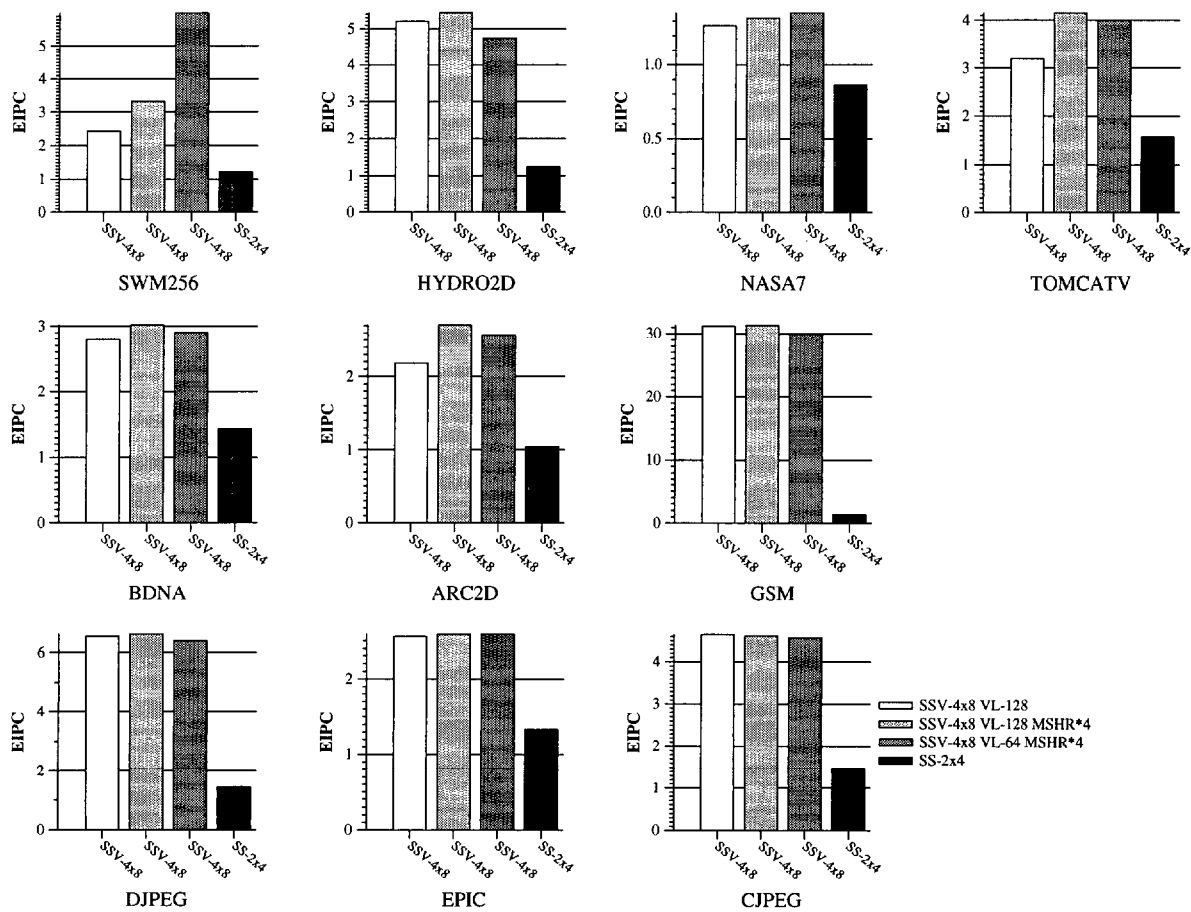 EIPC
5
4
3
2
1
0
SSV-4x8
SSV-4x8
SSV-4x8
SS-2x4
SWM256
EIPC
5
4
3
2
1
0
SSV-4x8
SSV-4x8
SSV-4x8
SS-2x4
HYDRO2D
EIPC
1.0
0.5
0.0
SSV-4x8
SSV-4x8
SSV-4x8
SS-2x4
NASA7
EIPC
4
3
2
1
0
SSV-4x8
SSV-4x8
SSV-4x8
SS-2x4
TOMCATV
EIPC
3
2
1
0
SSV-4x8
SSV-4x8
SSV-4x8
SS-2x4
BDNA
EIPC
2
1
0
SSV-4x8
SSV-4x8
SSV-4x8
SS-2x4
ARC2D
EIPC
30
20
10
0
SSV-4x8
SSV-4x8
SSV-4x8
SS-2x4
GSM
EIPC
6
4
2
0
SSV-4x8
SSV-4x8
SSV-4x8
SS-2x4
DJPEG
EIPC
2
1
0
SSV-4x8
SSV-4x8
SSV-4x8
SS-2x4
EPIC
EIPC
4
3
2
1
0
SSV-4x8
SSV-4x8
SSV-4x8
SS-2x4
CJPEG
SSV-4x8 VL-128
SSV-4x8 VL-128 MSHR*4
SSV-4x8 VL-64 MSHR*4
SS-2x4